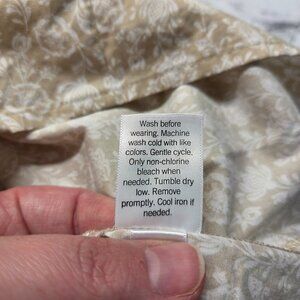 Wash before
wearing. Machine
wash cold with like
colors. Gentle cycle.
Only non-chlorine
bleach when
needed. Tumble dry
low. Remove
promptly. Cool iron if
needed.